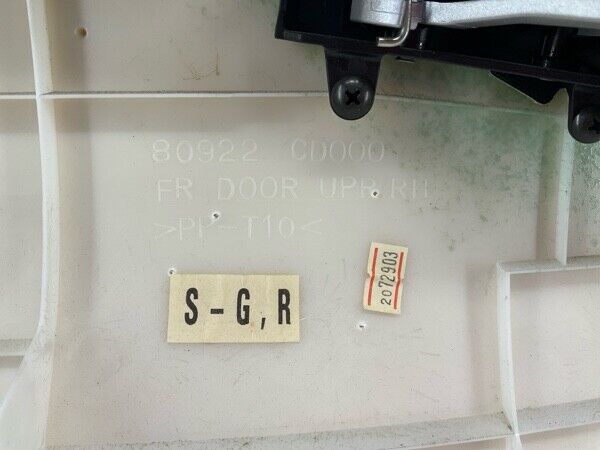 80922 CD000
FR DOOR UPR RH
>PP-T10<
S-G,R
2072903